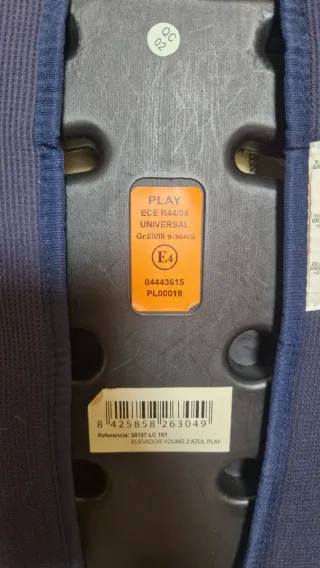 QC
02
PLAY
ECE R44/04
UNIVERSAL
Gr.I/II/III 9-36KG
E4
04443615
PL00018
8 425858 263049
Referencia: 30157 LC 161
ELEVADOR YOUNG 2 AZUL PLAY